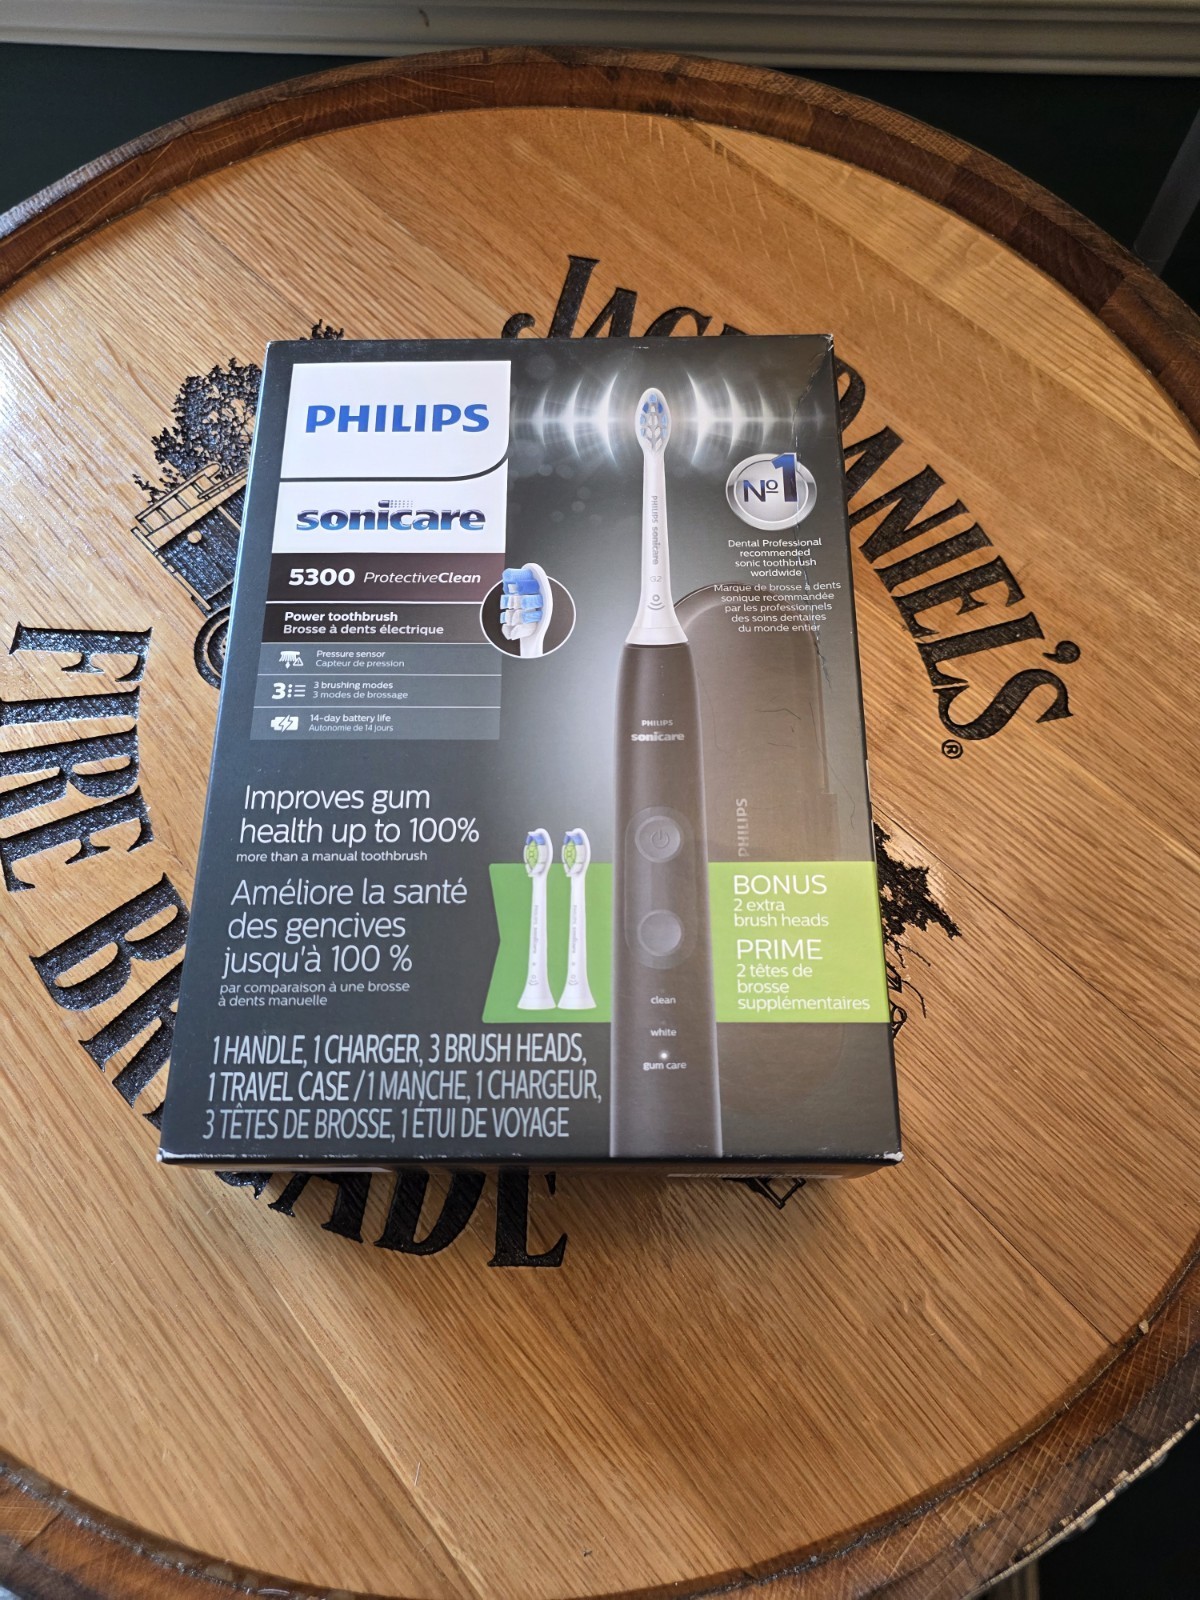 JACK DANIEL'S®
PHILIPS
sonicare
5300 ProtectiveClean
Power toothbrush
Brosse à dents électrique
Pressure sensor
Capteur de pression
3
3 brushing modes
3 modes de brossage
14-day battery life
Autonomie de 14 jours
Nº1
Dental Professional
recommended
sonic toothbrush
worldwide
Marque de brosse à dents
sonique recommandée
par les professionnels
des soins dentaires
du monde entier
PHILIPS sonicare
G2
PHILIPS
sonicare
PHILIPS
Improves gum
health up to 100%
more than a manual toothbrush
Améliore la santé
des gencives
jusqu'à 100 %
par comparaison à une brosse
à dents manuelle
BONUS
2 extra
brush heads
PRIME
2 têtes de
brosse
supplémentaires
clean
white
gum care
1 HANDLE, 1 CHARGER, 3 BRUSH HEADS,
1 TRAVEL CASE / 1 MANCHE, 1 CHARGEUR,
3 TÊTES DE BROSSE, 1 ÉTUI DE VOYAGE
FIRE BRIGADE